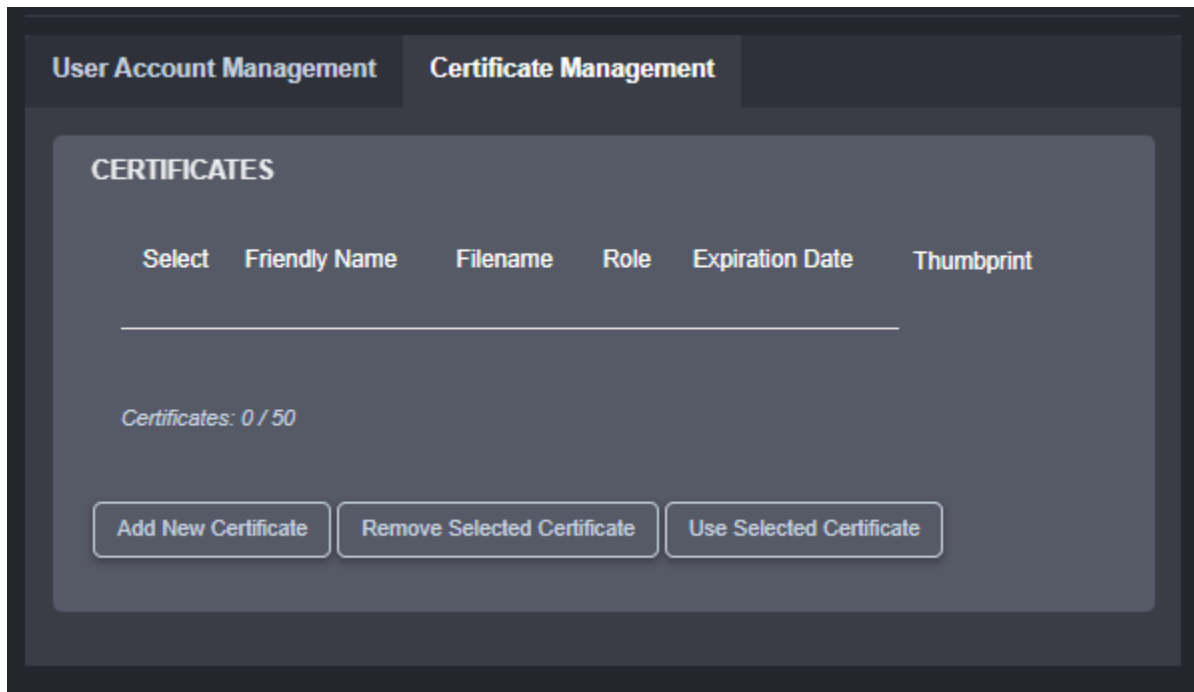 User Account Management Certificate Management
CERTIFICATES
Select Friendly Name Filename Role Expiration Date Thumbprint
Certificates: 0 / 50
Add New Certificate Remove Selected Certificate Use Selected Certificate